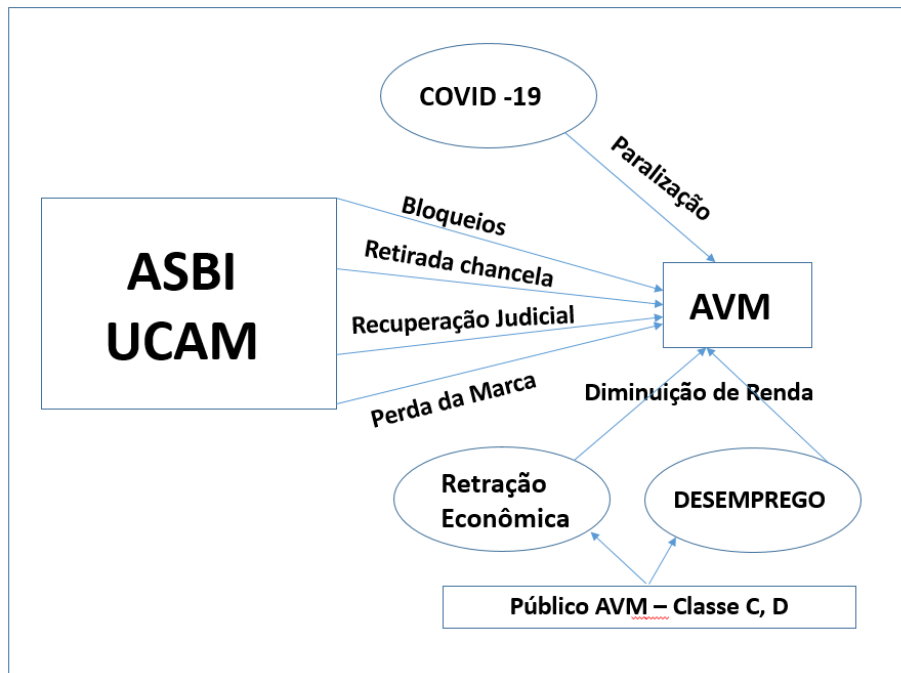 COVID -19
Paralização
ASBI
UCAM
Bloqueios
Retirada chancela
Recuperação Judicial
Perda da Marca
AVM
Diminuição de Renda
Retração
Econômica
DESEMPREGO
Público AVM – Classe C, D